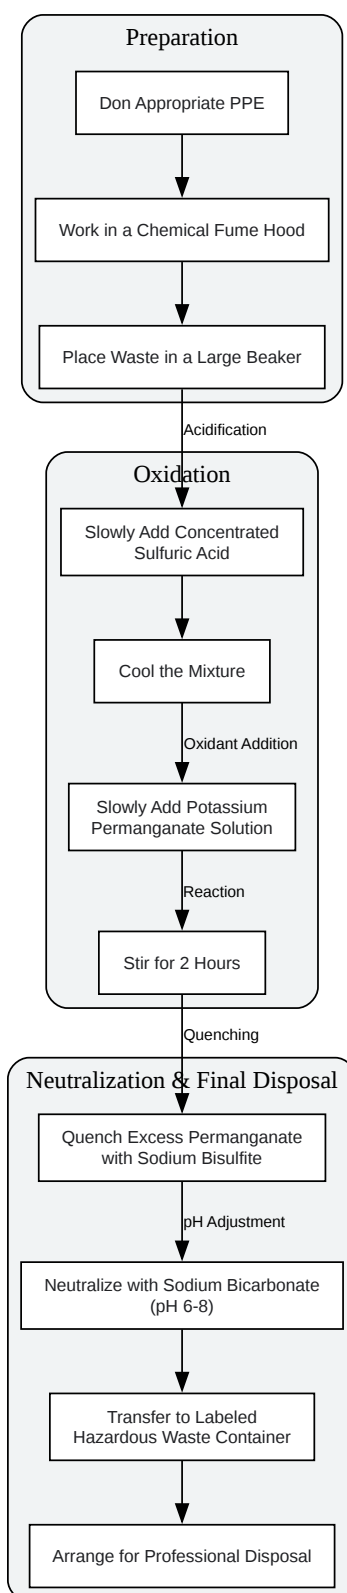 Preparation
Don Appropriate PPE
Work in a Chemical Fume Hood
Place Waste in a Large Beaker
Acidification
Oxidation
Slowly Add Concentrated
Sulfuric Acid
Cool the Mixture
Oxidant Addition
Slowly Add Potassium
Permanganate Solution
Reaction
Stir for 2 Hours
Quenching
Neutralization & Final Disposal
Quench Excess Permanganate
with Sodium Bisulfite
pH Adjustment
Neutralize with Sodium Bicarbonate
(pH 6-8)
Transfer to Labeled
Hazardous Waste Container
Arrange for Professional Disposal